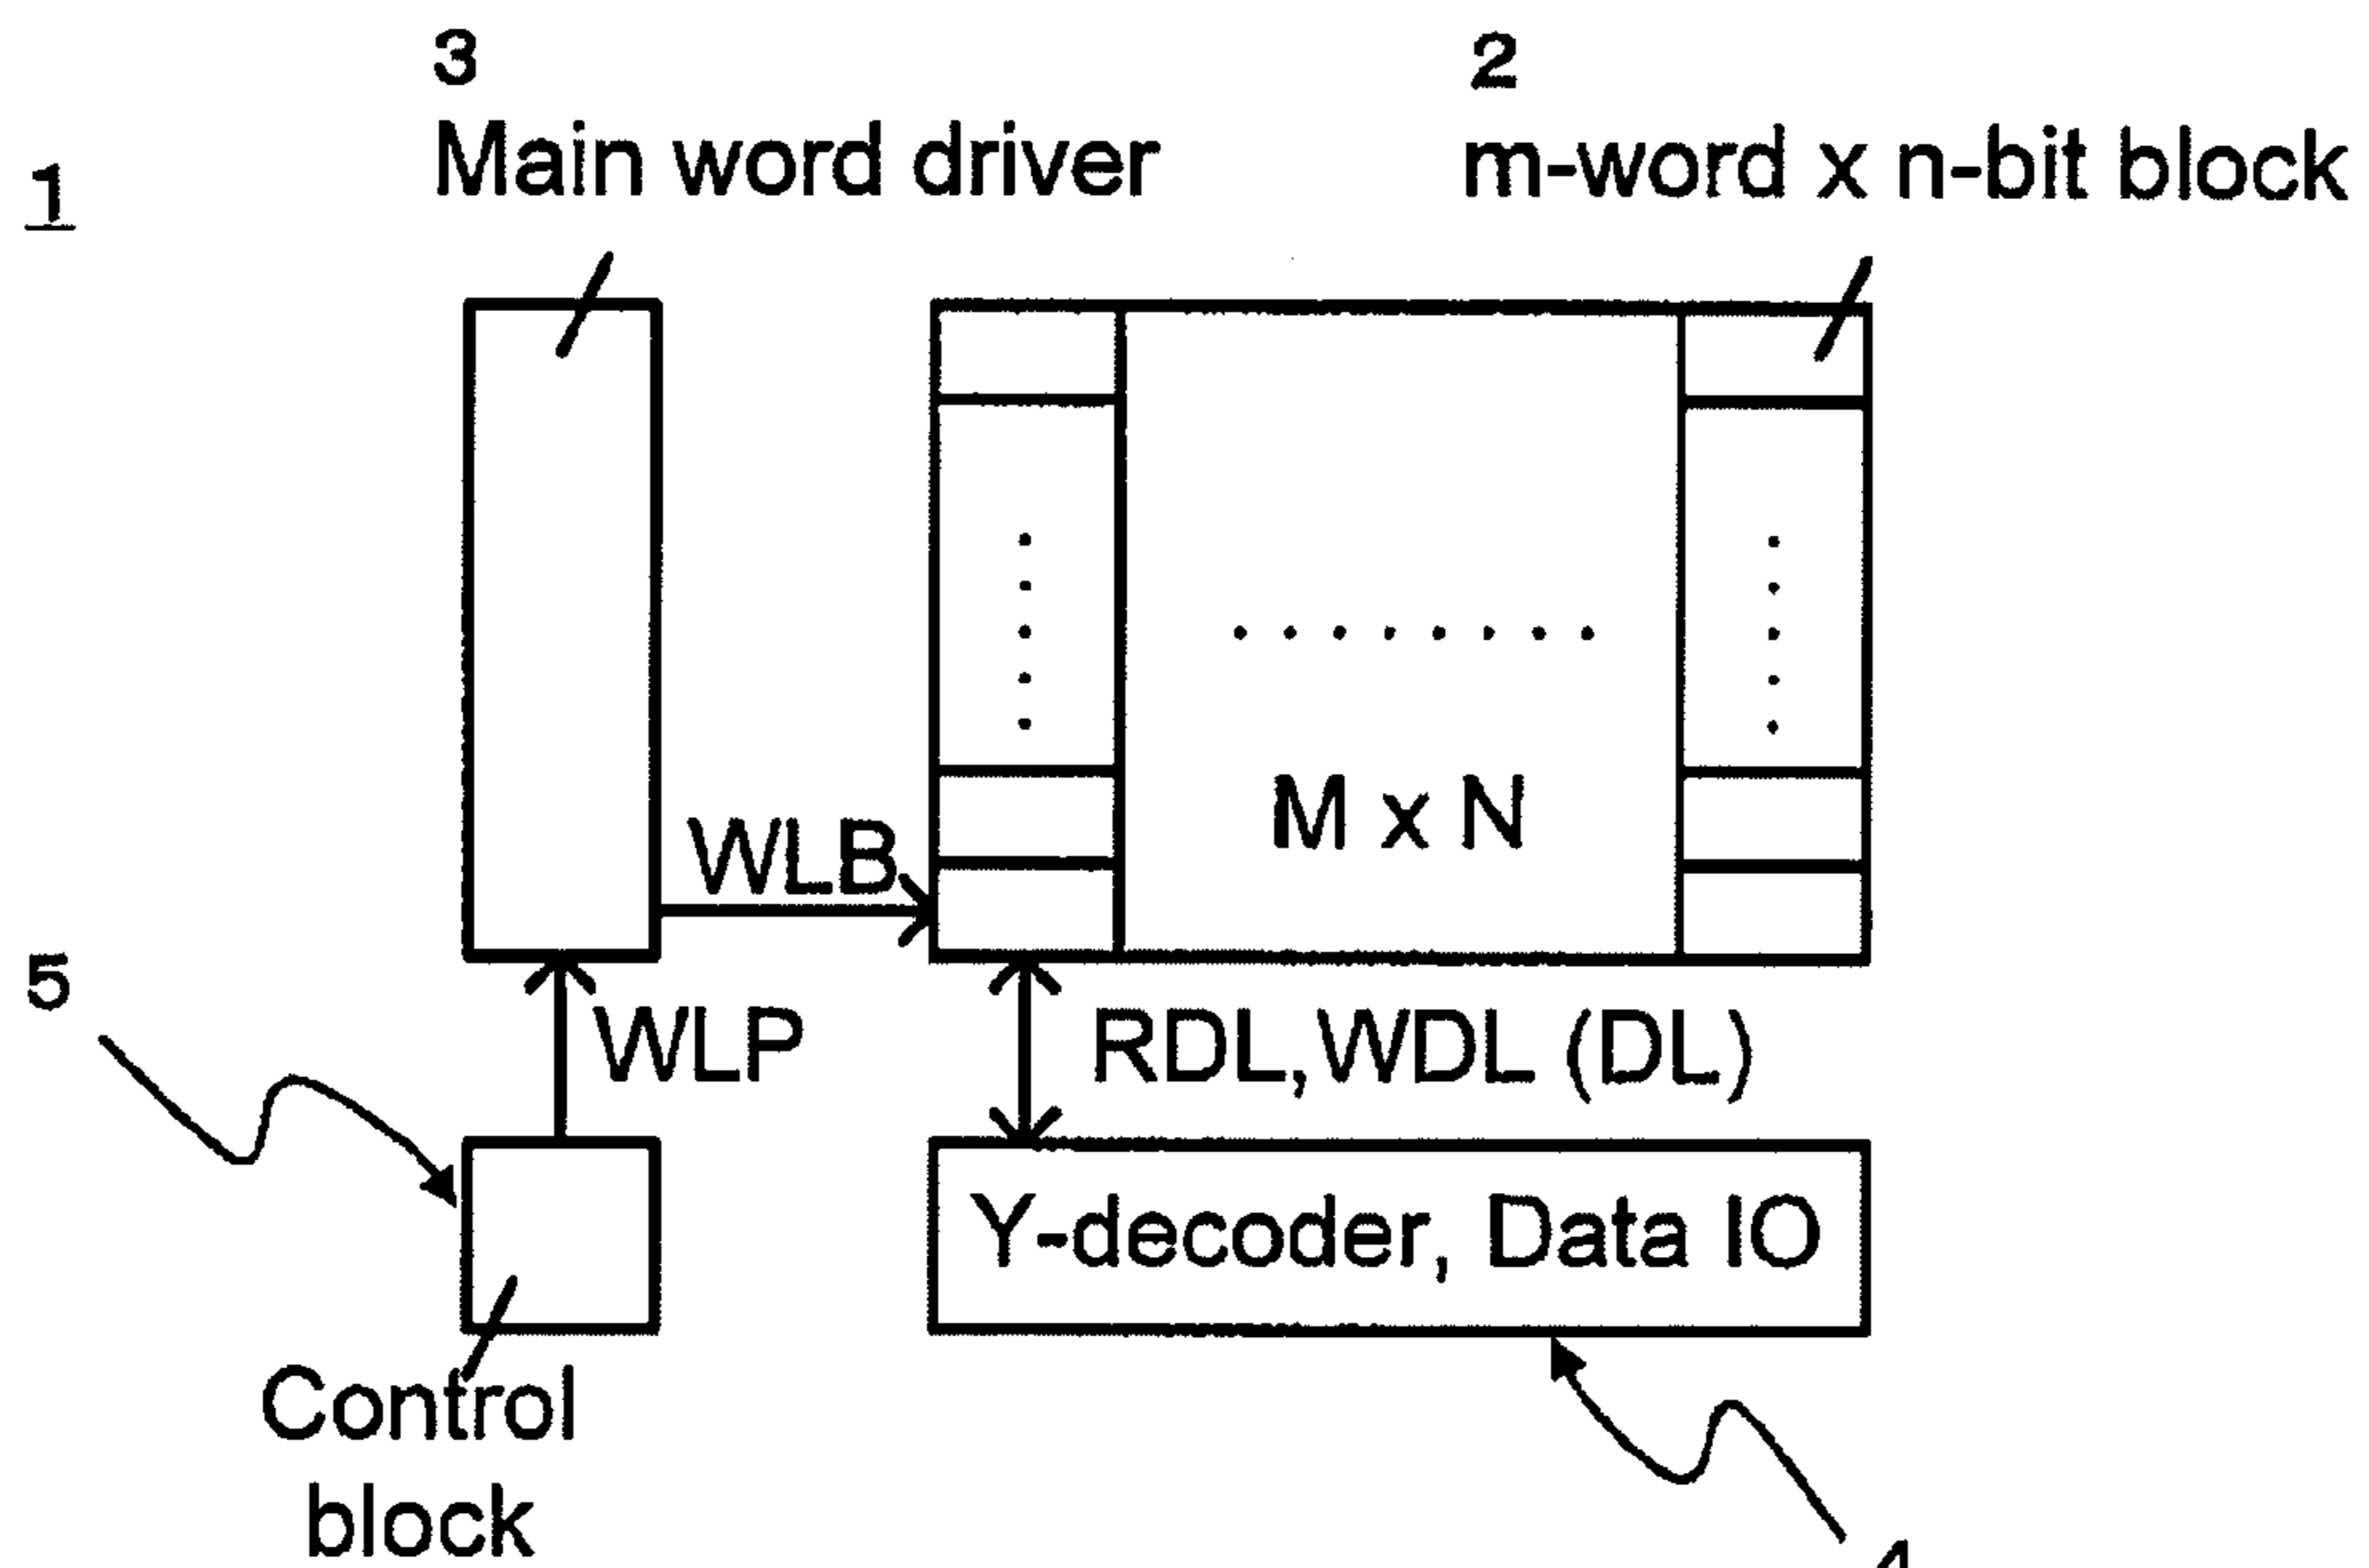 3
2
Main word driver
m-word x n-bit block
1
M x N
WLB
5
WLP
RDL,WDL (DL)
Y-decoder, Data IO
Control
block
4